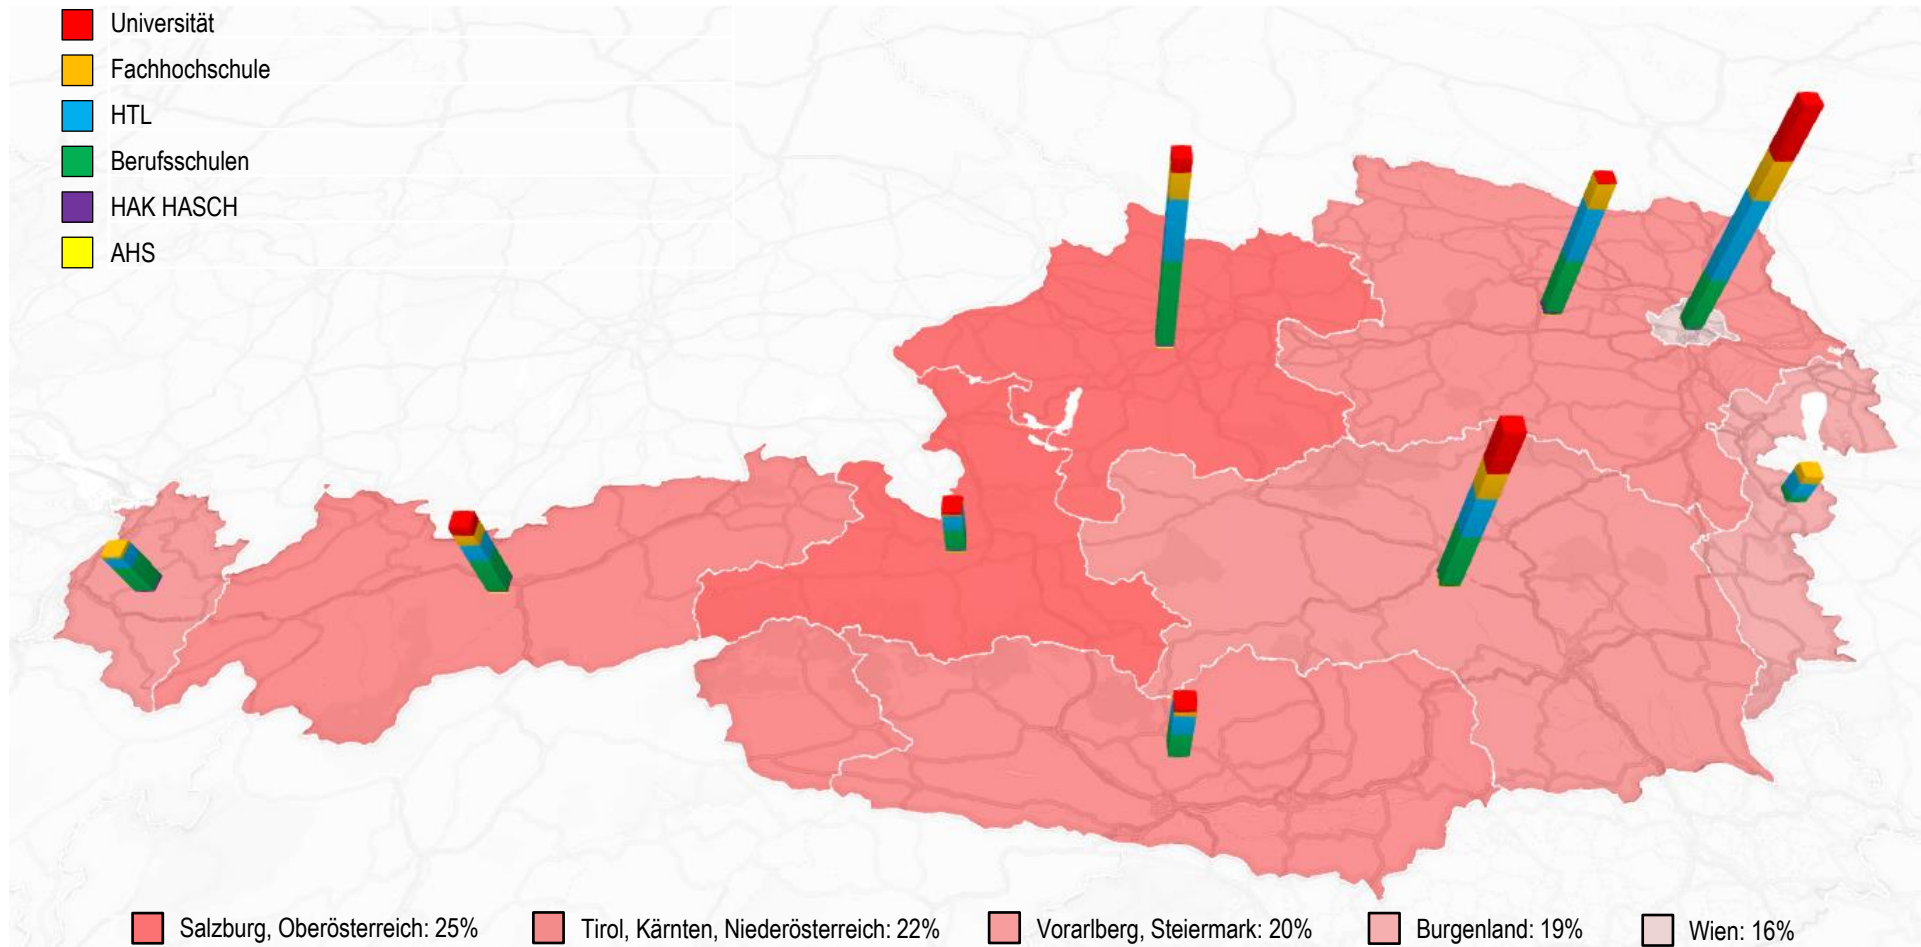 Universität
Fachhochschule
HTL
Berufsschulen
HAK HASCH
AHS
Salzburg, Oberösterreich: 25%
Tirol, Kärnten, Niederösterreich: 22%
Vorarlberg, Steiermark: 20%
Burgenland: 19%
Wien: 16%